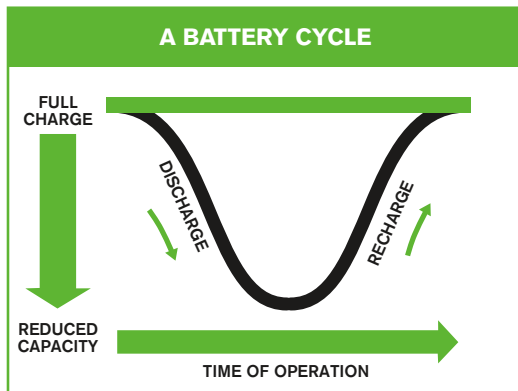 A BATTERY CYCLE
FULL
CHARGE
DISCHARGE
RECHARGE
REDUCED
CAPACITY
TIME OF OPERATION